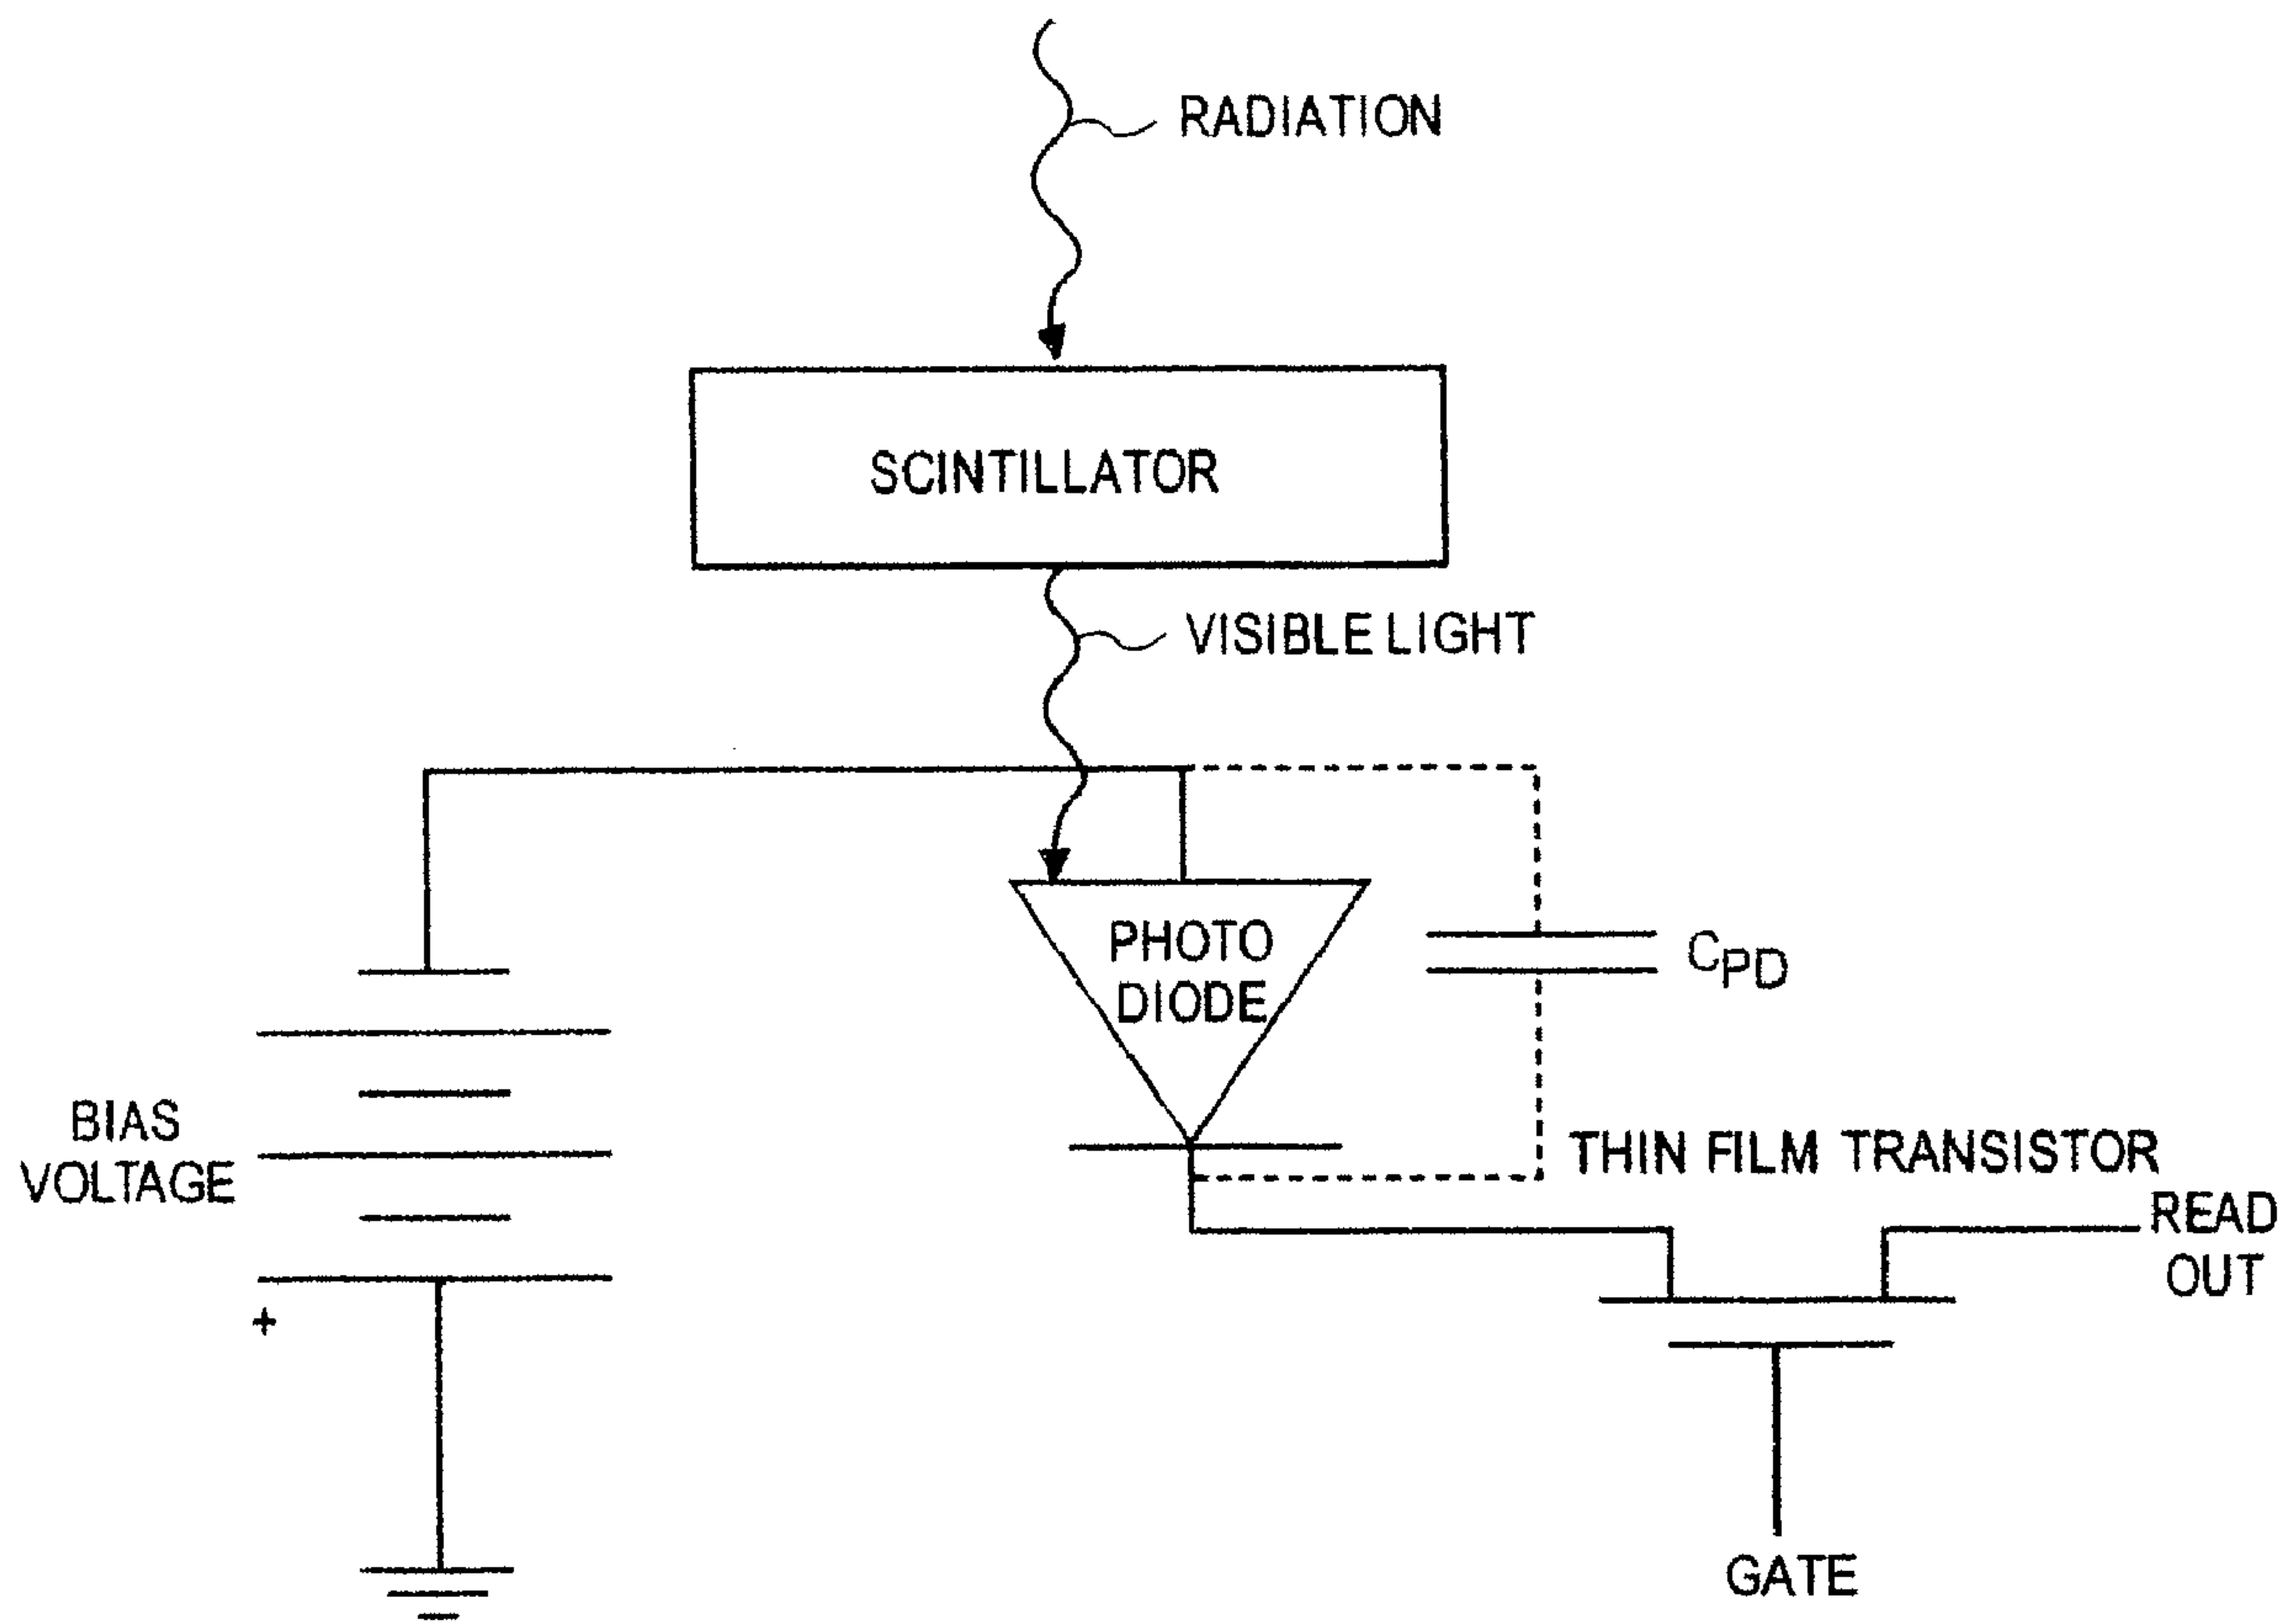 RADIATION
SCINTILLATOR
VISIBLE LIGHT
PHOTO
DIODE
CPD
BIAS
VOLTAGE
+
THIN FILM TRANSISTOR
READ
OUT
GATE